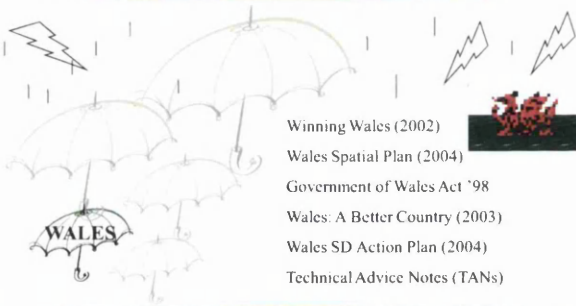 WALES
Winning Wales (2002)
Wales Spatial Plan (2004)
Government of Wales Act ‘98
Wales: A Better Country (2003)
Wales SD Action Plan (2004)
Technical Advice Notes (TANs)